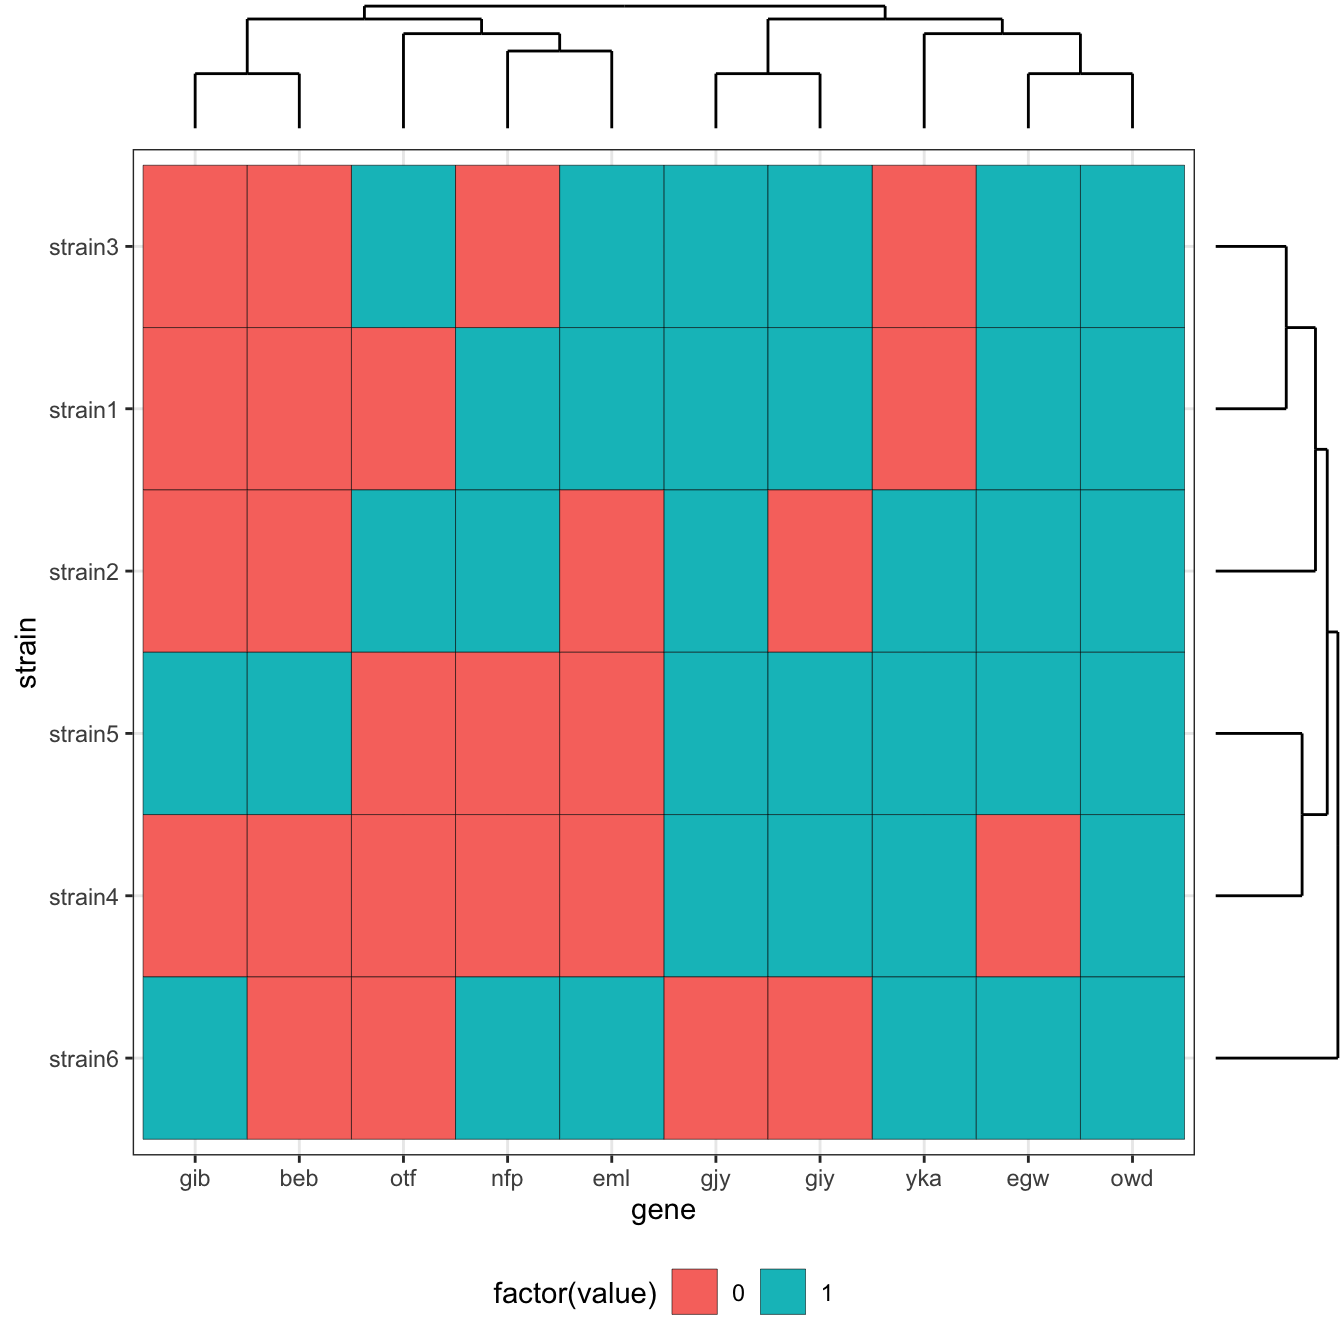 strain3
strain1
strain2
strain5
strain4
strain6
strain
gib beb otf nfp eml gjy giy yka egw owd
gene
factor(value) 0 1